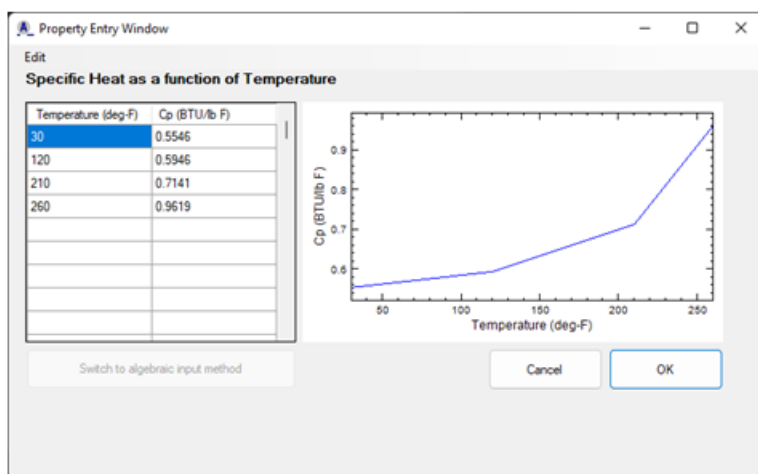 Property Entry Window
Edit
Specific Heat as a function of Temperature
Temperature (deg-F) Cp (BTU/lb F)
30 0.5546
120 0.5946
210 0.7141
260 0.9619
Cp (BTU/lb F)
0.9
0.8
0.7
0.6
50 100 150 200 250
Temperature (deg-F)
Switch to algebraic input method
Cancel
OK